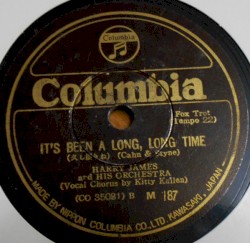 Columbia
Columbia
Fox Trot
Tempo
IT'S BEEN A LONG, LONG TIME
(Cahn & Styne)
HARRY JAMES
and HIS ORCHESTRA
(Vocal Chorus by Kitty Kallen)
(CO 35091) B M 187
MADE BY NIPPON COLUMBIA CO., LTD KAWASAKI, JAPAN.